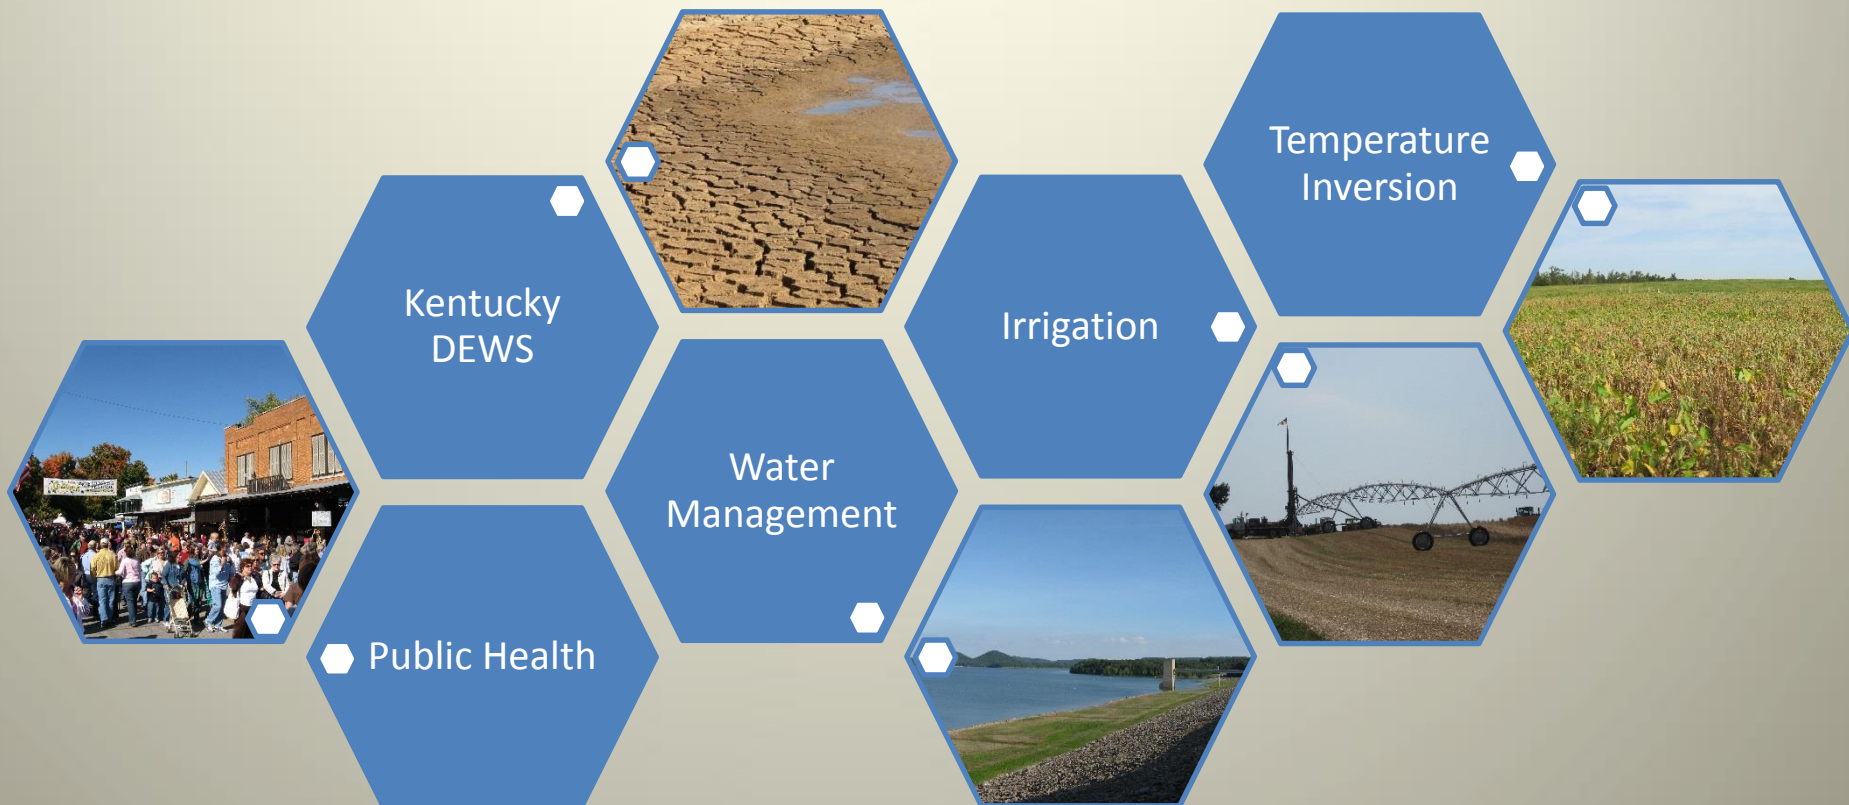 Temperature
Inversion
Kentucky
DEWS
Irrigation
Water
Management
Public Health